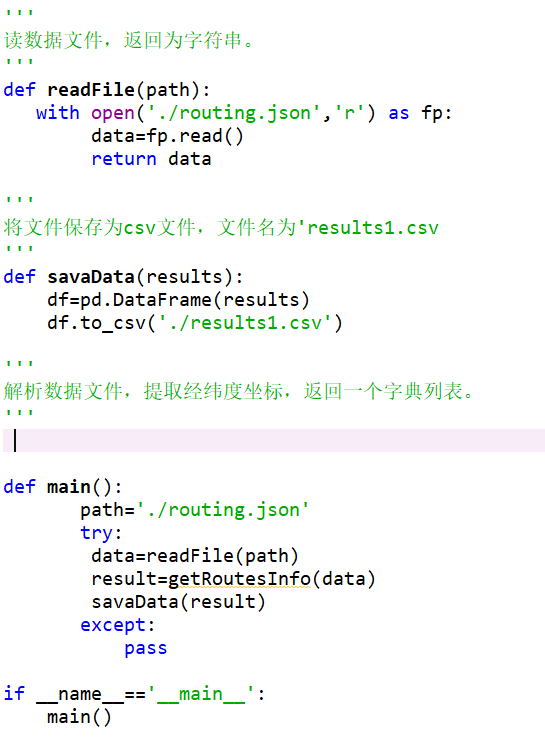 '''
读数据文件，返回为字符串。
'''
def readFile(path):
   with open('./routing.json','r') as fp:
        data=fp.read()
        return data
'''
将文件保存为csv文件，文件名为'results1.csv
'''
def savaData(results):
    df=pd.DataFrame(results)
    df.to_csv('./results1.csv')
'''
解析数据文件，提取经纬度坐标，返回一个字典列表。
'''
def main():
       path='./routing.json'
       try:
        data=readFile(path)
        result=getRoutesInfo(data)
        savaData(result)
       except:
           pass
if __name__=='__main__':
    main()